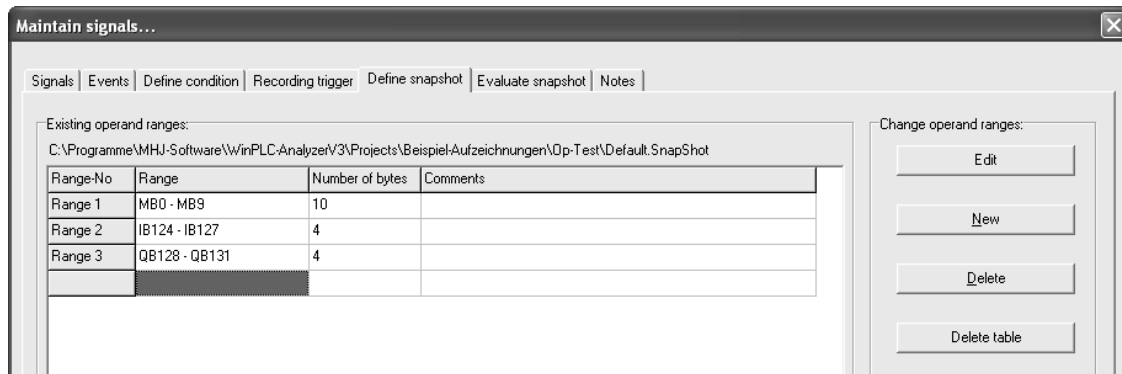 Maintain signals...
Signals Events Define condition Recording trigger Define snapshot Evaluate snapshot Notes
Existing operand ranges:
C:\Programme\MHJ-Software\WinPLC-AnalyzerV3\Projects\Beispiel-Aufzeichnungen\Op-Test\Default.SnapShot
Range-No Range Number of bytes Comments
Range 1 MB0 - MB9 10
Range 2 IB124 - IB127 4
Range 3 QB128 - QB131 4
Change operand ranges:
Edit
New
Delete
Delete table